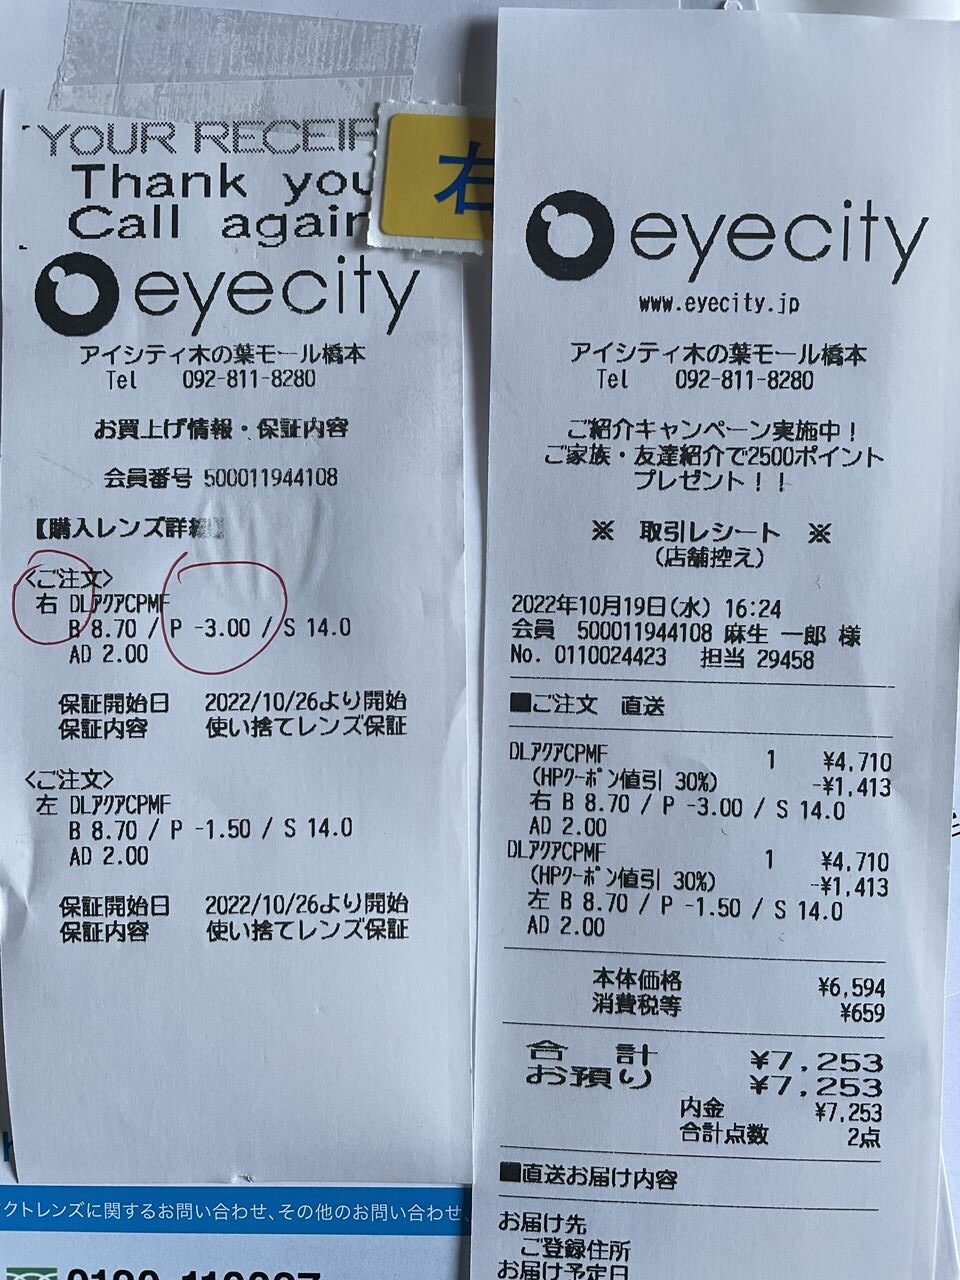 YOUR RECEIP
Thank you
Call again
eyecity
アイシティ木の葉モール橋本
Tel 092-811-8280
お買上げ情報・保証内容
会員番号 500011944108
【購入レンズ詳細】
<ご注文>
右 DLアクアCPMF
B 8.70 / P -3.00 / S 14.0
AD 2.00
保証開始日 2022/10/26より開始
保証内容 使い捨てレンズ保証
<ご注文>
左 DLアクアCPMF
B 8.70 / P -1.50 / S 14.0
AD 2.00
保証開始日 2022/10/26より開始
保証内容 使い捨てレンズ保証
クトレンズに関するお問い合わせ、その他のお問い合わせ、
右
eyecity
www.eyecity.jp
アイシティ木の葉モール橋本
Tel 092-811-8280
ご紹介キャンペーン実施中！
ご家族・友達紹介で2500ポイント
プレゼント！！
※ 取引レシート ※
(店舗控え)
2022年10月19日(水) 16:24
会員 500011944108 麻生 一郎 様
No. 0110024423 担当 29458
■ご注文 直送
DLアクアCPMF 1 ¥4,710
(HPクーポン値引 30%) -¥1,413
右 B 8.70 / P -3.00 / S 14.0
AD 2.00
DLアクアCPMF 1 ¥4,710
(HPクーポン値引 30%) -¥1,413
左 B 8.70 / P -1.50 / S 14.0
AD 2.00
本体価格 ¥6,594
消費税等 ¥659
合計 ¥7,253
お預り ¥7,253
内金 ¥7,253
合計点数 2点
■直送お届け内容
お届け先
ご登録住所
お届け予定日